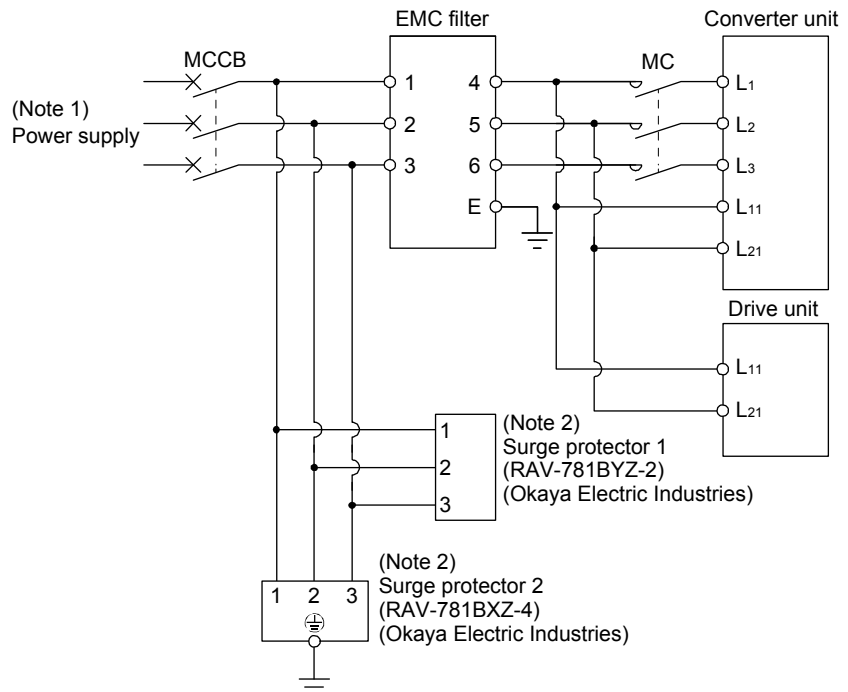 EMC filter
Converter unit
MCCB
MC
(Note 1)
Power supply
1
4
L1
2
5
L2
3
6
L3
E
L11
L21
Drive unit
L11
L21
1
2
3
(Note 2)
Surge protector 1
(RAV-781BYZ-2)
(Okaya Electric Industries)
1 2 3
(Note 2)
Surge protector 2
(RAV-781BXZ-4)
(Okaya Electric Industries)